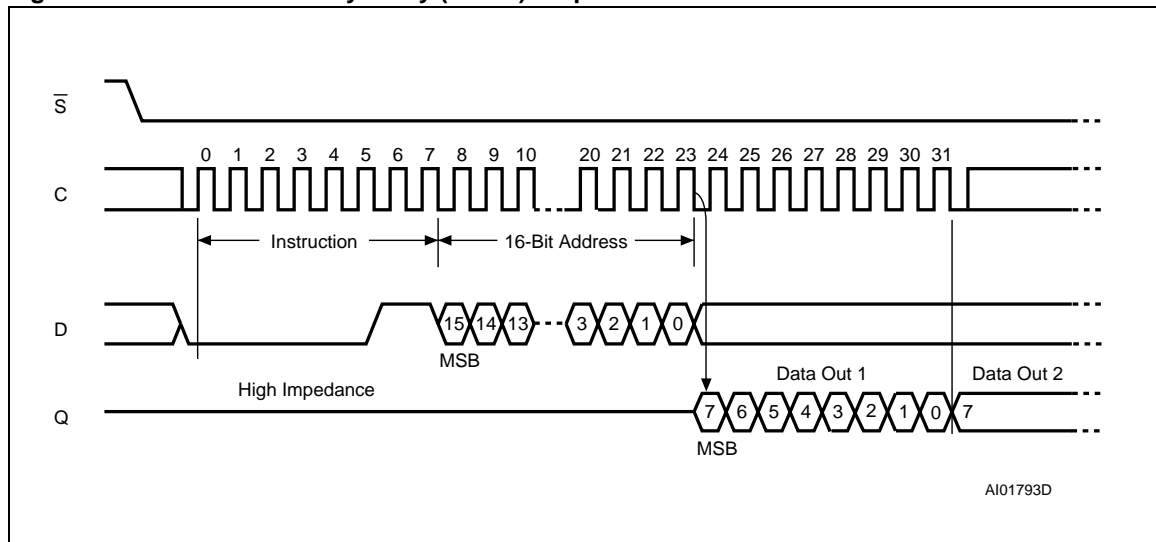 S
0 1 2 3 4 5 6 7 8 9 10 20 21 22 23 24 25 26 27 28 29 30 31
C
Instruction 16-Bit Address
D 15 14 13 3 2 1 0
MSB
High Impedance Data Out 1 Data Out 2
Q 7 6 5 4 3 2 1 0 7
MSB
AI01793D